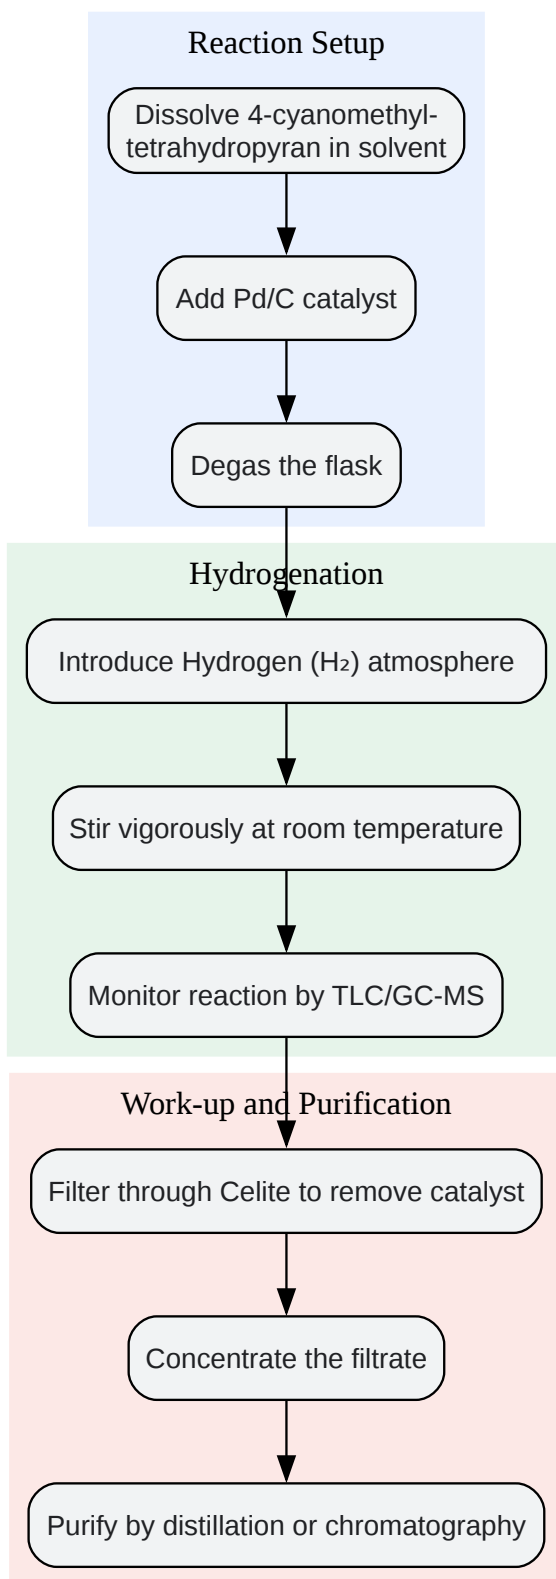 Reaction Setup
Dissolve 4-cyanomethyl-
tetrahydropyran in solvent
Add Pd/C catalyst
Degas the flask
Hydrogenation
Introduce Hydrogen (H₂) atmosphere
Stir vigorously at room temperature
Monitor reaction by TLC/GC-MS
Work-up and Purification
Filter through Celite to remove catalyst
Concentrate the filtrate
Purify by distillation or chromatography